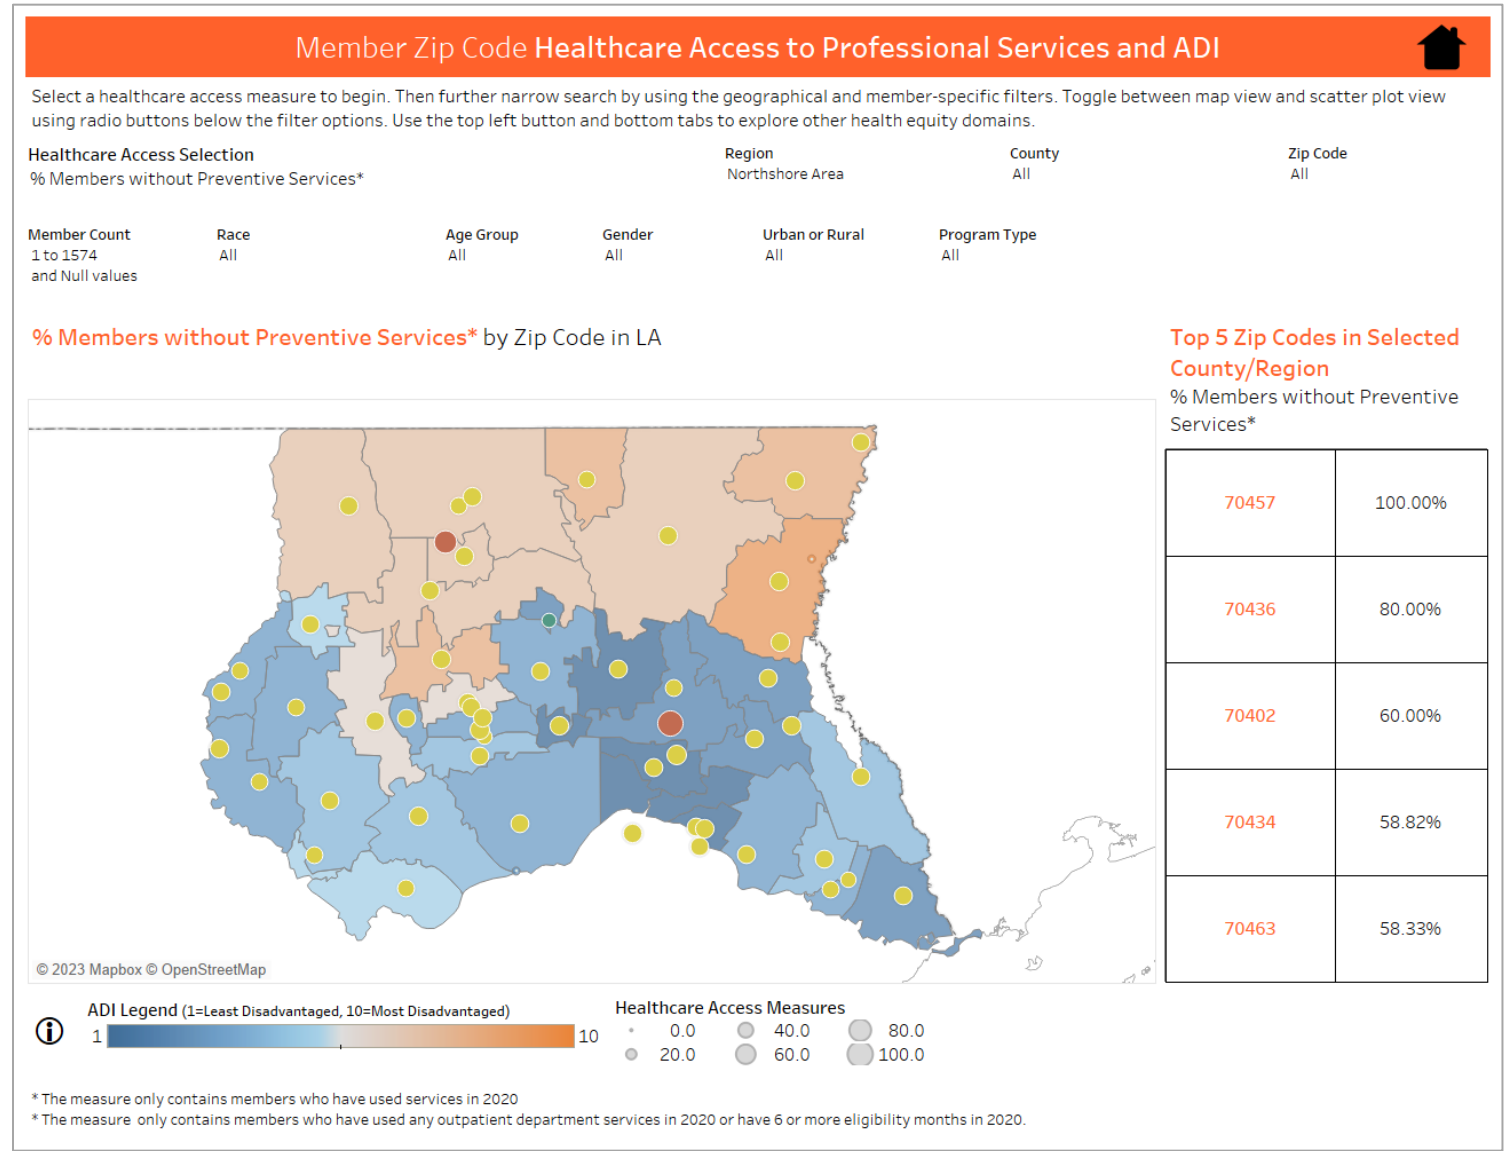 Member Zip Code Healthcare Access to Professional Services and ADI
Select a healthcare access measure to begin. Then further narrow search by using the geographical and member-specific filters. Toggle between map view and scatter plot view
using radio buttons below the filter options. Use the top left button and bottom tabs to explore other health equity domains.
Healthcare Access Selection
% Members without Preventive Services*
Region
Northshore Area
County
All
Zip Code
All
Member Count
1 to 1574
and Null values
Race
All
Age Group
All
Gender
All
Urban or Rural
All
Program Type
All
% Members without Preventive Services* by Zip Code in LA
Top 5 Zip Codes in Selected
County/Region
% Members without Preventive
Services*
70457 100.00%
70436 80.00%
70402 60.00%
70434 58.82%
70463 58.33%
© 2023 Mapbox © OpenStreetMap
ADI Legend (1=Least Disadvantaged, 10=Most Disadvantaged)
1 10
Healthcare Access Measures
0.0 40.0 80.0
20.0 60.0 100.0
* The measure only contains members who have used services in 2020
* The measure only contains members who have used any outpatient department services in 2020 or have 6 or more eligibility months in 2020.